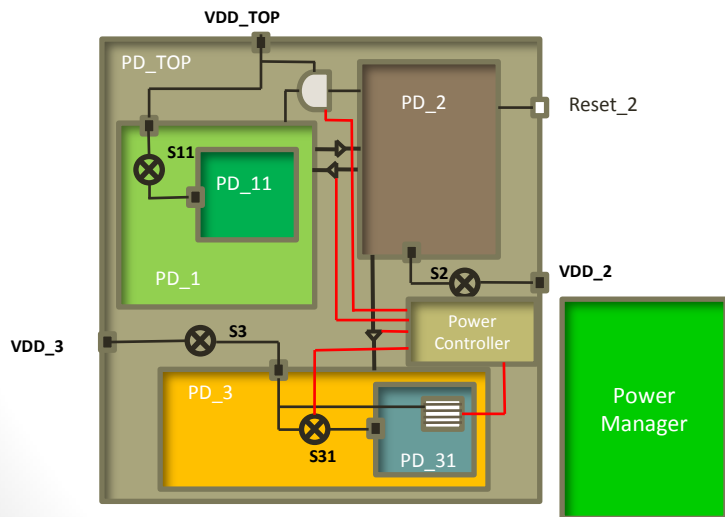 VDD_TOP
PD_TOP
PD_2
Reset_2
S11
PD_11
PD_1
S2
VDD_2
Power
Controller
S3
VDD_3
PD_3
S31
PD_31
Power
Manager